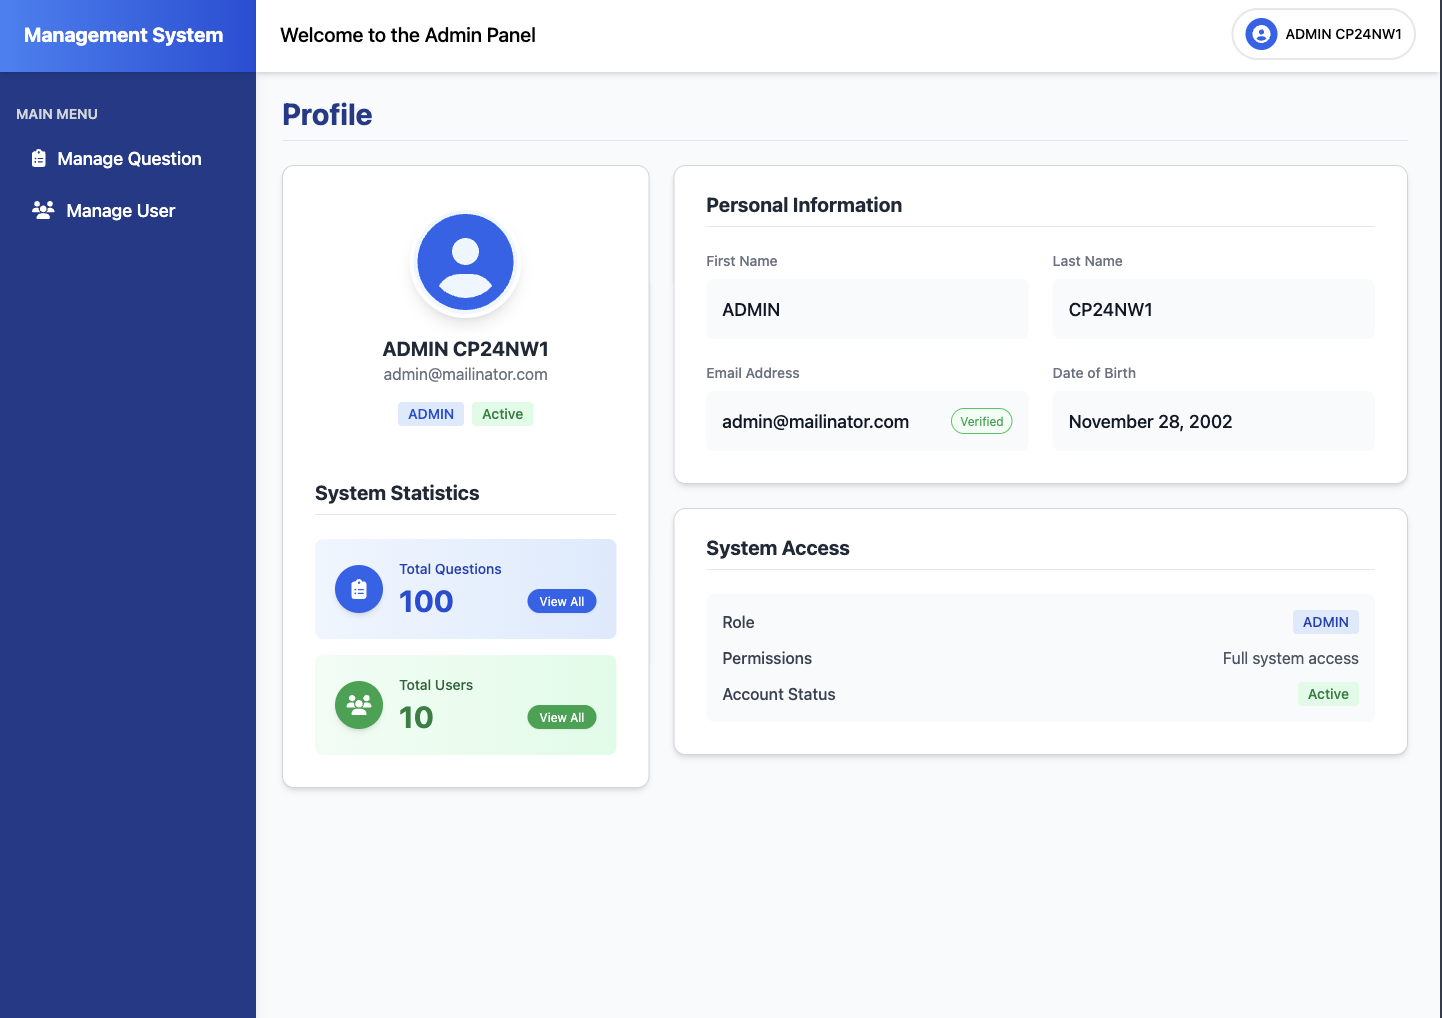 Management System
Welcome to the Admin Panel
ADMIN CP24NW1
MAIN MENU
Manage Question
Manage User
Profile
ADMIN CP24NW1
admin@mailinator.com
ADMIN Active
System Statistics
Total Questions
100 View All
Total Users
10 View All
Personal Information
First Name Last Name
ADMIN CP24NW1
Email Address Date of Birth
admin@mailinator.com Verified November 28, 2002
System Access
Role ADMIN
Permissions Full system access
Account Status Active